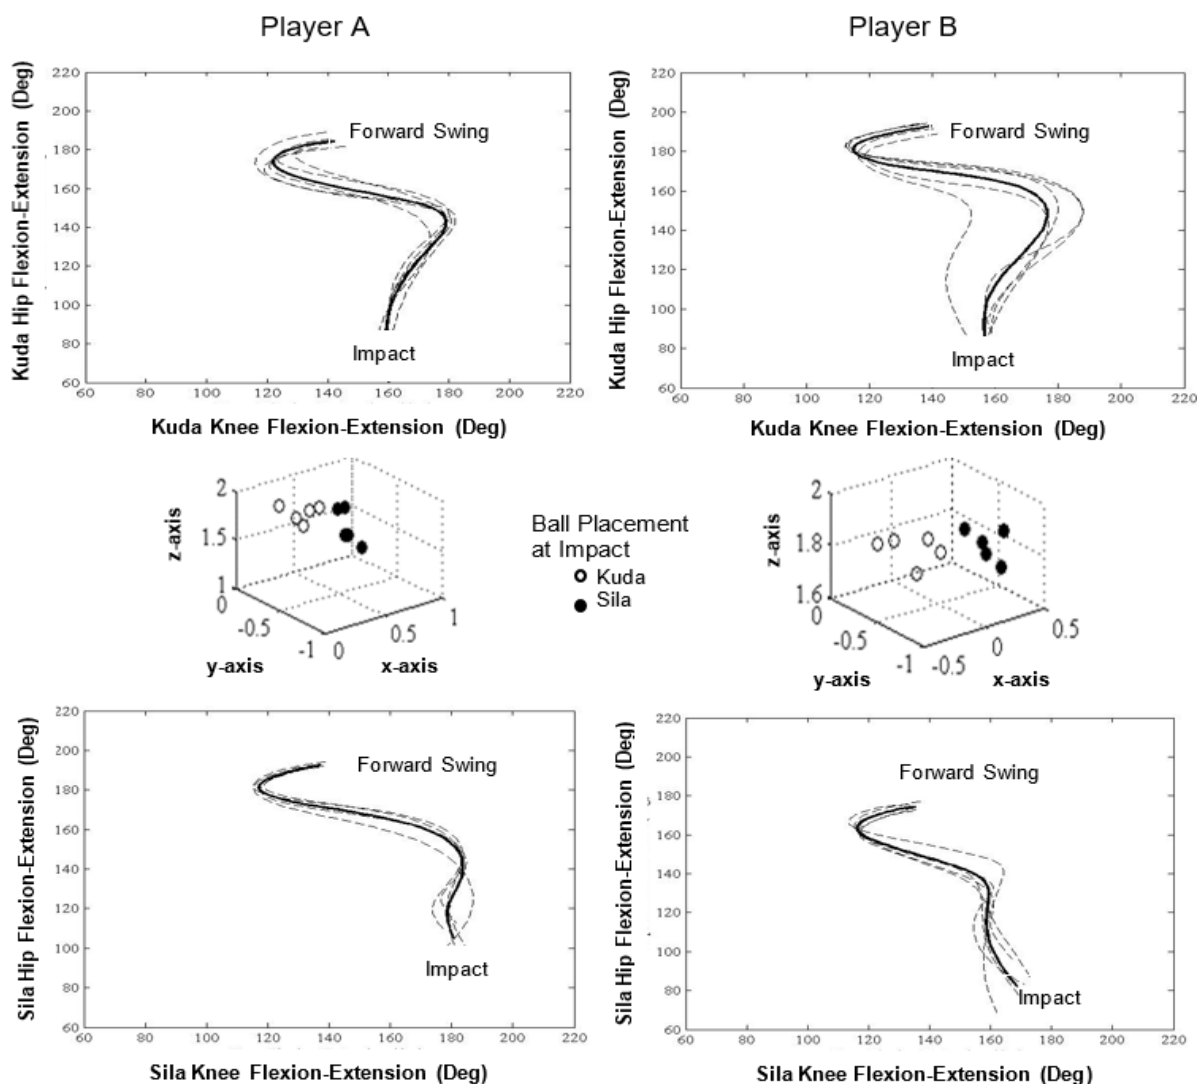 Player A
Player B
Kuda Hip Flexion-Extension (Deg)
220
200
180
160
140
120
100
80
60
Forward Swing
Impact
60 80 100 120 140 160 180 200 220
Kuda Knee Flexion-Extension (Deg)
Kuda Hip Flexion-Extension (Deg)
220
200
180
160
140
120
100
80
60
Forward Swing
Impact
60 80 100 120 140 160 180 200 220
Kuda Knee Flexion-Extension (Deg)
z-axis
2
1.5
1
0
-0.5
-1
y-axis
0
0.5
1
x-axis
Ball Placement
at Impact
Kuda
Sila
z-axis
2
1.8
1.6
0
-0.5
-1
y-axis
-0.5
0
0.5
x-axis
Sila Hip Flexion-Extension (Deg)
220
200
180
160
140
120
100
80
60
Forward Swing
Impact
60 80 100 120 140 160 180 200 220
Sila Knee Flexion-Extension (Deg)
Sila Hip Flexion-Extension (Deg)
220
200
180
160
140
120
100
80
60
Forward Swing
Impact
60 80 100 120 140 160 180 200 220
Sila Knee Flexion-Extension (Deg)